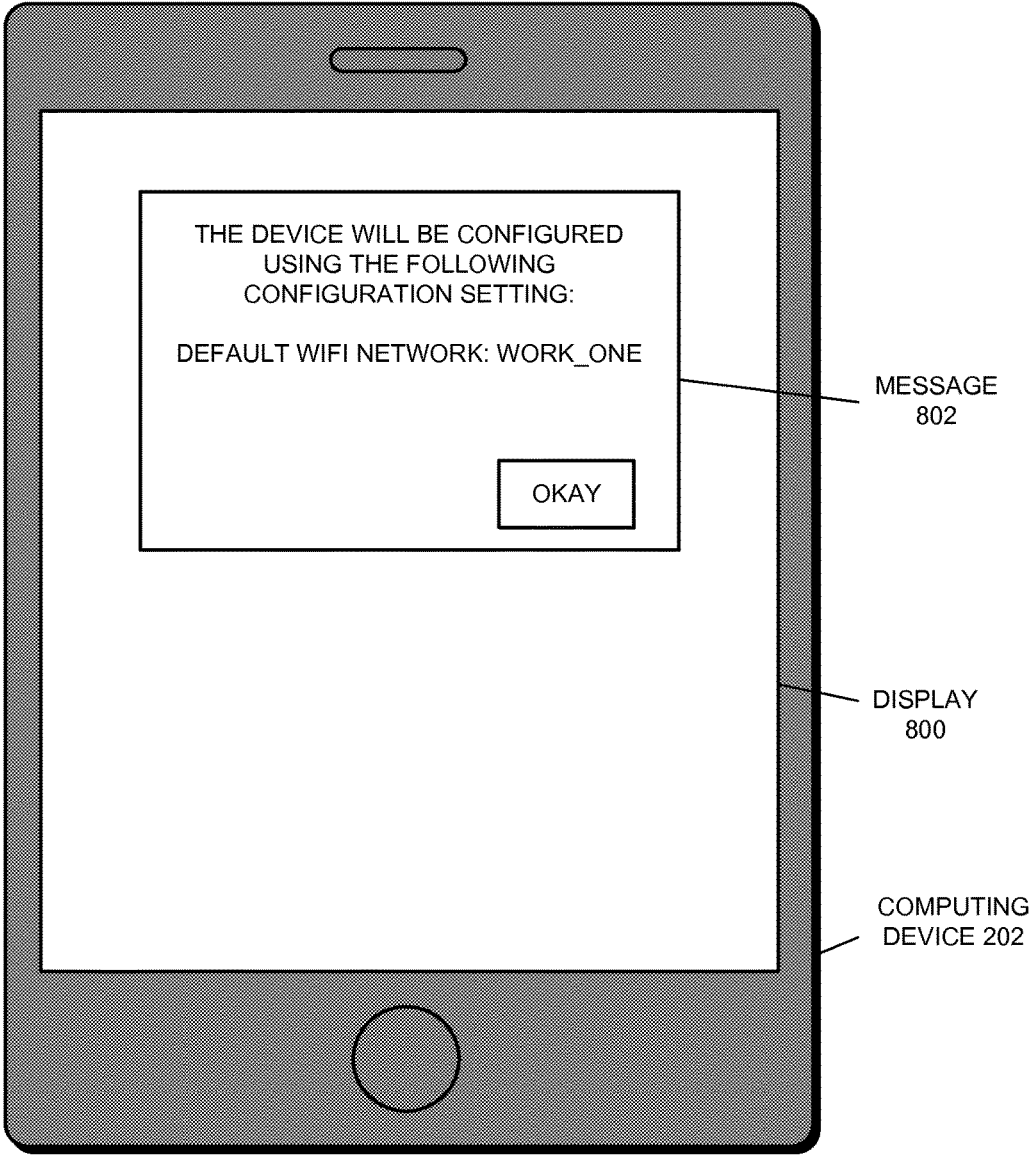 THE DEVICE WILL BE CONFIGURED
USING THE FOLLOWING
CONFIGURATION SETTING:
DEFAULT WIFI NETWORK: WORK_ONE
OKAY
MESSAGE
802
DISPLAY
800
COMPUTING
DEVICE 202